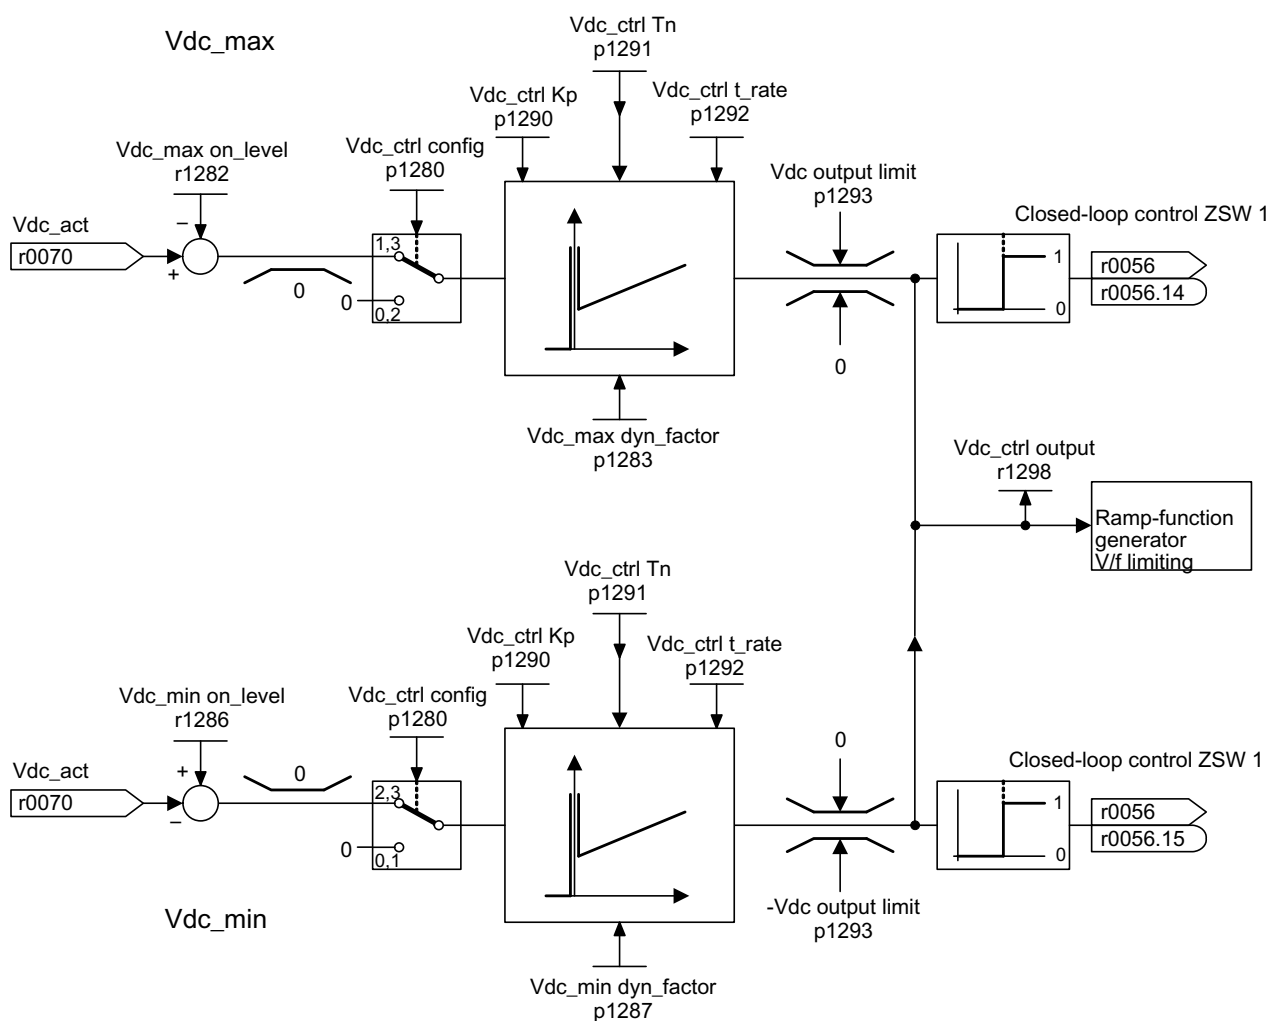 Vdc_max
Vdc_ctrl Tn
p1291
Vdc_ctrl Kp
p1290
Vdc_ctrl t_rate
p1292
Vdc_max on_level
r1282
Vdc_ctrl config
p1280
Vdc output limit
p1293
Vdc_act
r0070
–
+
0
1,3
0
0,2
0
Closed-loop control ZSW 1
1
0
r0056
r0056.14
Vdc_max dyn_factor
p1283
Vdc_ctrl output
r1298
Ramp-function
generator
V/f limiting
Vdc_ctrl Tn
p1291
Vdc_ctrl Kp
p1290
Vdc_ctrl t_rate
p1292
Vdc_min on_level
r1286
Vdc_ctrl config
p1280
0
Vdc_act
r0070
+
–
0
2,3
0
0,1
Closed-loop control ZSW 1
1
0
r0056
r0056.15
-Vdc output limit
p1293
Vdc_min
Vdc_min dyn_factor
p1287